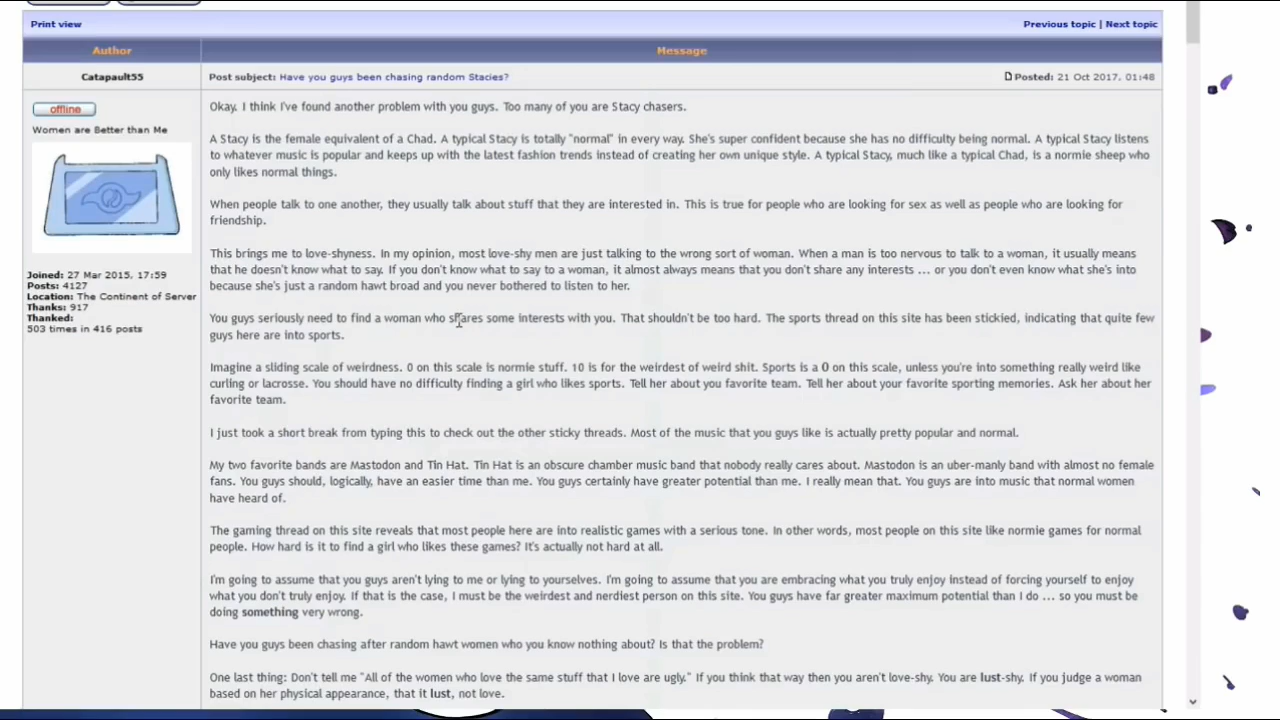 Print view
Previous topic | Next topic
Author
Message
Catapault55
Post subject: Have you guys been chasing random Stacies?
Posted: 21 Oct 2017, 01:48
offline
Women are Better than Me
Joined: 27 Mar 2015, 17:59
Posts: 4127
Location: The Continent of Server
Thanks: 917
Thanked:
503 times in 416 posts
Okay. I think I've found another problem with you guys. Too many of you are Stacy chasers.
A Stacy is the female equivalent of a Chad. A typical Stacy is totally "normal" in every way. She's super confident because she has no difficulty being normal. A typical Stacy listens
to whatever music is popular and keeps up with the latest fashion trends instead of creating her own unique style. A typical Stacy, much like a typical Chad, is a normie sheep who
only likes normal things.
When people talk to one another, they usually talk about stuff that they are interested in. This is true for people who are looking for sex as well as people who are looking for
friendship.
This brings me to love-shyness. In my opinion, most love-shy men are just talking to the wrong sort of woman. When a man is too nervous to talk to a woman, it usually means
that he doesn't know what to say. If you don't know what to say to a woman, it almost always means that you don't share any interests ... or you don't even know what she's into
because she's just a random hawt broad and you never bothered to listen to her.
You guys seriously need to find a woman who shares some interests with you. That shouldn't be too hard. The sports thread on this site has been stickied, indicating that quite few
guys here are into sports.
Imagine a sliding scale of weirdness. 0 on this scale is normie stuff. 10 is for the weirdest of weird shit. Sports is a 0 on this scale, unless you're into something really weird like
curling or lacrosse. You should have no difficulty finding a girl who likes sports. Tell her about you favorite team. Tell her about your favorite sporting memories. Ask her about her
favorite team.
I just took a short break from typing this to check out the other sticky threads. Most of the music that you guys like is actually pretty popular and normal.
My two favorite bands are Mastodon and Tin Hat. Tin Hat is an obscure chamber music band that nobody really cares about. Mastodon is an uber-manly band with almost no female
fans. You guys should, logically, have an easier time than me. You guys certainly have greater potential than me. I really mean that. You guys are into music that normal women
have heard of.
The gaming thread on this site reveals that most people here are into realistic games with a serious tone. In other words, most people on this site like normie games for normal
people. How hard is it to find a girl who likes these games? It's actually not hard at all.
I'm going to assume that you guys aren't lying to me or lying to yourselves. I'm going to assume that you are embracing what you truly enjoy instead of forcing yourself to enjoy
what you don't truly enjoy. If that is the case, I must be the weirdest and nerdiest person on this site. You guys have far greater maximum potential than I do ... so you must be
doing something very wrong.
Have you guys been chasing after random hawt women who you know nothing about? Is that the problem?
One last thing: Don't tell me "All of the women who love the same stuff that I love are ugly." If you think that way then you aren't love-shy. You are lust-shy. If you judge a woman
based on her physical appearance, that it lust, not love.